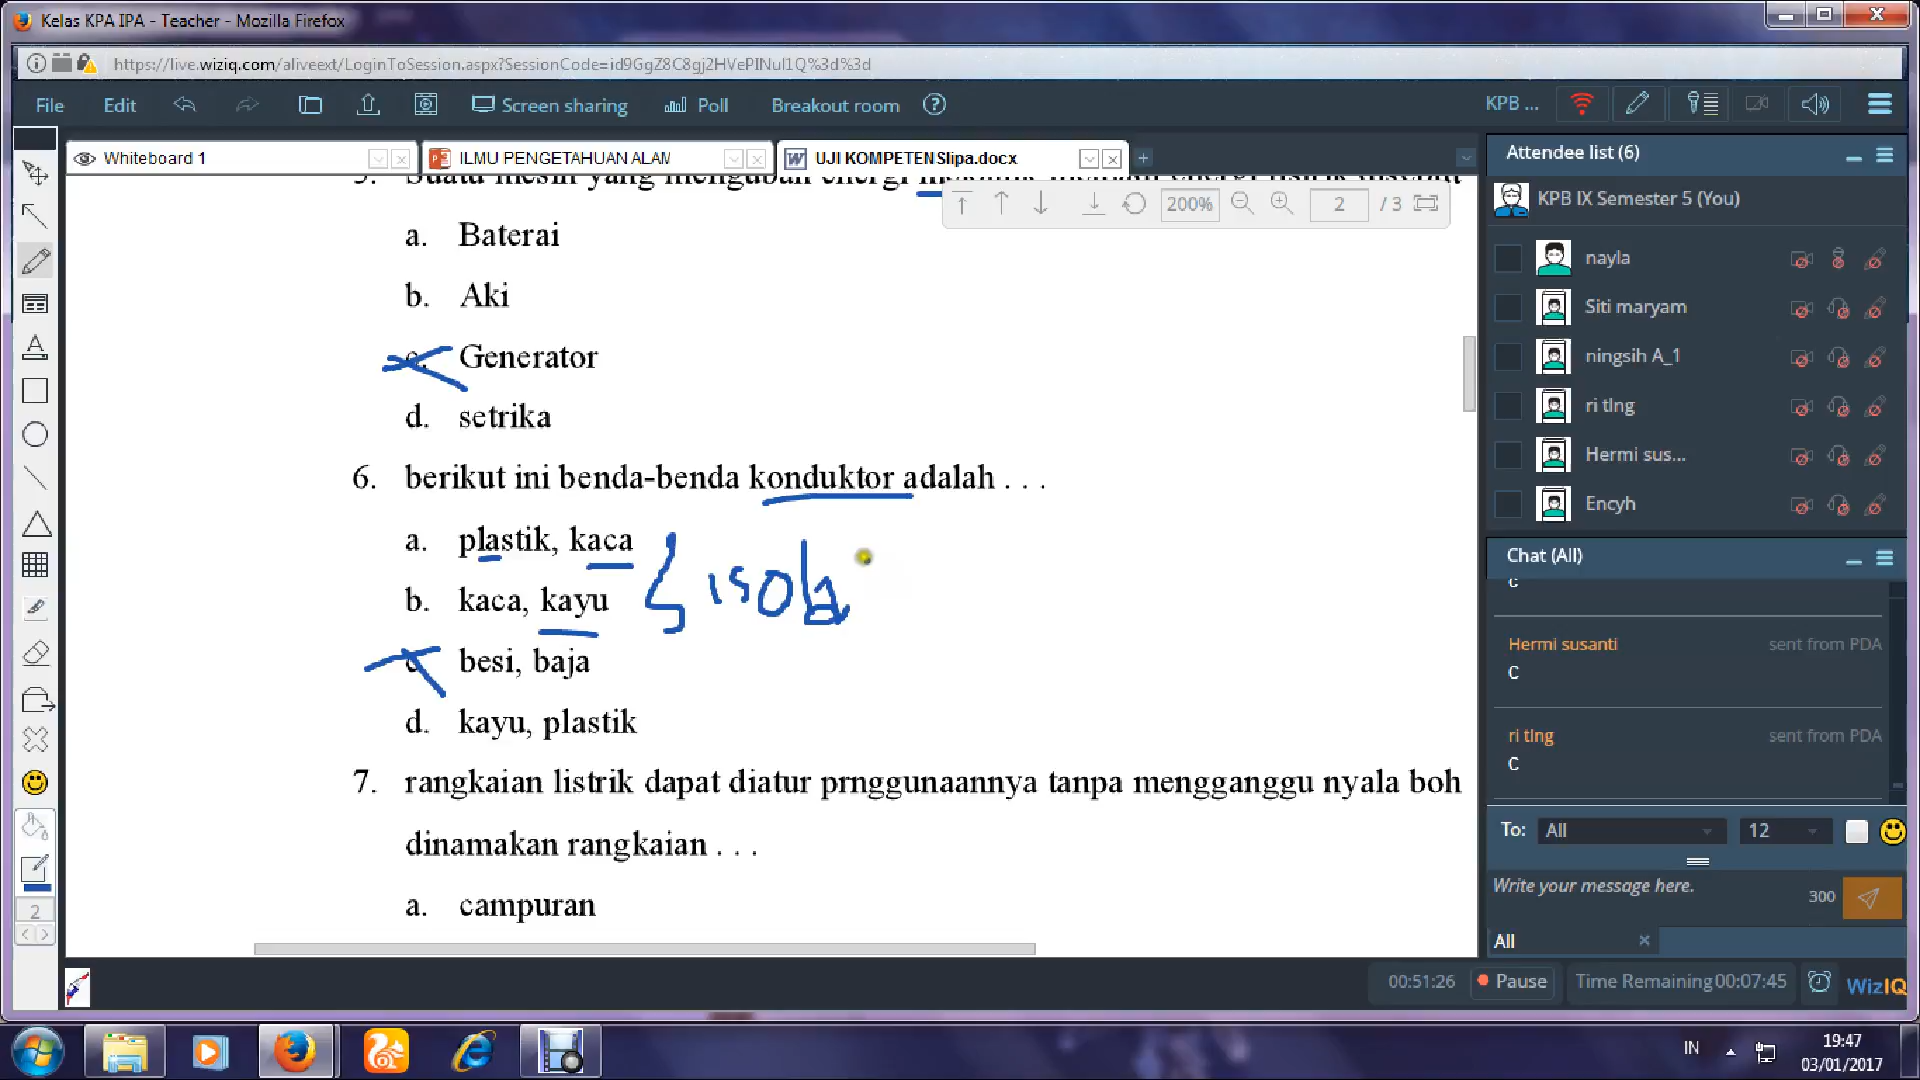 Kelas KPA IPA - Teacher - Mozilla Firefox
https://live.wiziq.com/aliveext/LoginToSession.aspx?SessionCode=id9GgZ8C8gj2HVePINul1Q%3d%3d
File Edit Screen sharing Poll Breakout room ? KPB ...
Whiteboard 1 ILMU PENGETAHUAN ALAM UJI KOMPETENSIipa.docx
200% 2 / 3
a. Baterai
b. Aki
c. Generator
d. setrika
6. berikut ini benda-benda konduktor adalah . . .
a. plastik, kaca
b. kaca, kayu
isola
c. besi, baja
d. kayu, plastik
7. rangkaian listrik dapat diatur prnggunaannya tanpa mengganggu nyala boh
dinamakan rangkaian . . .
a. campuran
2
Attendee list (6)
KPB IX Semester 5 (You)
nayla
Siti maryam
ningsih A_1
ri tIng
Hermi sus...
Encyh
Chat (All)
c
Hermi susanti sent from PDA
C
ri tIng sent from PDA
C
To: All 12
Write your message here. 300
All
00:51:26 Pause Time Remaining 00:07:45 WizIQ
IN 19:47
03/01/2017